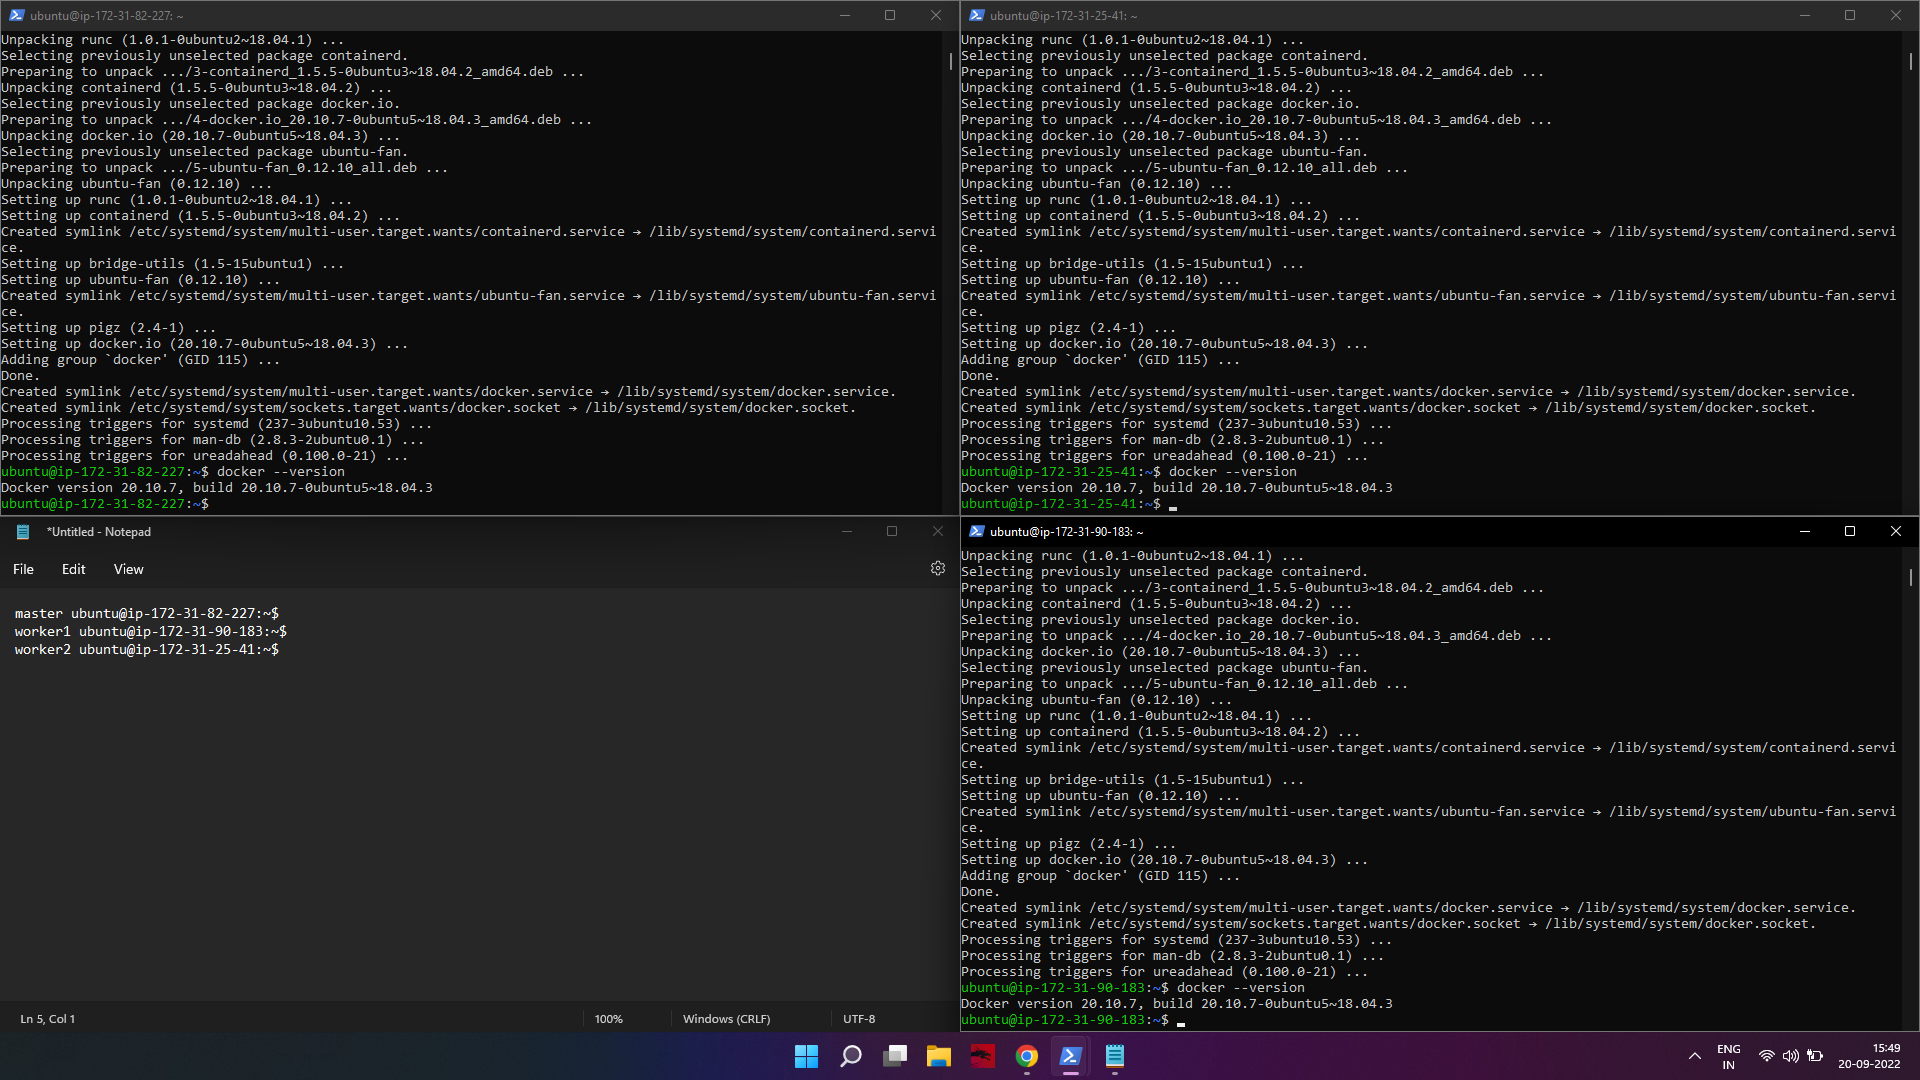 ubuntu@ip-172-31-82-227: ~
Unpacking runc (1.0.1-0ubuntu2~18.04.1) ...
Selecting previously unselected package containerd.
Preparing to unpack .../3-containerd_1.5.5-0ubuntu3~18.04.2_amd64.deb ...
Unpacking containerd (1.5.5-0ubuntu3~18.04.2) ...
Selecting previously unselected package docker.io.
Preparing to unpack .../4-docker.io_20.10.7-0ubuntu5~18.04.3_amd64.deb ...
Unpacking docker.io (20.10.7-0ubuntu5~18.04.3) ...
Selecting previously unselected package ubuntu-fan.
Preparing to unpack .../5-ubuntu-fan_0.12.10_all.deb ...
Unpacking ubuntu-fan (0.12.10) ...
Setting up runc (1.0.1-0ubuntu2~18.04.1) ...
Setting up containerd (1.5.5-0ubuntu3~18.04.2) ...
Created symlink /etc/systemd/system/multi-user.target.wants/containerd.service → /lib/systemd/system/containerd.servi
ce.
Setting up bridge-utils (1.5-15ubuntu1) ...
Setting up ubuntu-fan (0.12.10) ...
Created symlink /etc/systemd/system/multi-user.target.wants/ubuntu-fan.service → /lib/systemd/system/ubuntu-fan.servi
ce.
Setting up pigz (2.4-1) ...
Setting up docker.io (20.10.7-0ubuntu5~18.04.3) ...
Adding group `docker' (GID 115) ...
Done.
Created symlink /etc/systemd/system/multi-user.target.wants/docker.service → /lib/systemd/system/docker.service.
Created symlink /etc/systemd/system/sockets.target.wants/docker.socket → /lib/systemd/system/docker.socket.
Processing triggers for systemd (237-3ubuntu10.53) ...
Processing triggers for man-db (2.8.3-2ubuntu0.1) ...
Processing triggers for ureadahead (0.100.0-21) ...
ubuntu@ip-172-31-82-227:~$ docker --version
Docker version 20.10.7, build 20.10.7-0ubuntu5~18.04.3
ubuntu@ip-172-31-82-227:~$
ubuntu@ip-172-31-25-41: ~
Unpacking runc (1.0.1-0ubuntu2~18.04.1) ...
Selecting previously unselected package containerd.
Preparing to unpack .../3-containerd_1.5.5-0ubuntu3~18.04.2_amd64.deb ...
Unpacking containerd (1.5.5-0ubuntu3~18.04.2) ...
Selecting previously unselected package docker.io.
Preparing to unpack .../4-docker.io_20.10.7-0ubuntu5~18.04.3_amd64.deb ...
Unpacking docker.io (20.10.7-0ubuntu5~18.04.3) ...
Selecting previously unselected package ubuntu-fan.
Preparing to unpack .../5-ubuntu-fan_0.12.10_all.deb ...
Unpacking ubuntu-fan (0.12.10) ...
Setting up runc (1.0.1-0ubuntu2~18.04.1) ...
Setting up containerd (1.5.5-0ubuntu3~18.04.2) ...
Created symlink /etc/systemd/system/multi-user.target.wants/containerd.service → /lib/systemd/system/containerd.servi
ce.
Setting up bridge-utils (1.5-15ubuntu1) ...
Setting up ubuntu-fan (0.12.10) ...
Created symlink /etc/systemd/system/multi-user.target.wants/ubuntu-fan.service → /lib/systemd/system/ubuntu-fan.servi
ce.
Setting up pigz (2.4-1) ...
Setting up docker.io (20.10.7-0ubuntu5~18.04.3) ...
Adding group `docker' (GID 115) ...
Done.
Created symlink /etc/systemd/system/multi-user.target.wants/docker.service → /lib/systemd/system/docker.service.
Created symlink /etc/systemd/system/sockets.target.wants/docker.socket → /lib/systemd/system/docker.socket.
Processing triggers for systemd (237-3ubuntu10.53) ...
Processing triggers for man-db (2.8.3-2ubuntu0.1) ...
Processing triggers for ureadahead (0.100.0-21) ...
ubuntu@ip-172-31-25-41:~$ docker --version
Docker version 20.10.7, build 20.10.7-0ubuntu5~18.04.3
ubuntu@ip-172-31-25-41:~$
*Untitled - Notepad
File Edit View
master ubuntu@ip-172-31-82-227:~$
worker1 ubuntu@ip-172-31-90-183:~$
worker2 ubuntu@ip-172-31-25-41:~$
Ln 5, Col 1 100% Windows (CRLF) UTF-8
ubuntu@ip-172-31-90-183: ~
Unpacking runc (1.0.1-0ubuntu2~18.04.1) ...
Selecting previously unselected package containerd.
Preparing to unpack .../3-containerd_1.5.5-0ubuntu3~18.04.2_amd64.deb ...
Unpacking containerd (1.5.5-0ubuntu3~18.04.2) ...
Selecting previously unselected package docker.io.
Preparing to unpack .../4-docker.io_20.10.7-0ubuntu5~18.04.3_amd64.deb ...
Unpacking docker.io (20.10.7-0ubuntu5~18.04.3) ...
Selecting previously unselected package ubuntu-fan.
Preparing to unpack .../5-ubuntu-fan_0.12.10_all.deb ...
Unpacking ubuntu-fan (0.12.10) ...
Setting up runc (1.0.1-0ubuntu2~18.04.1) ...
Setting up containerd (1.5.5-0ubuntu3~18.04.2) ...
Created symlink /etc/systemd/system/multi-user.target.wants/containerd.service → /lib/systemd/system/containerd.servi
ce.
Setting up bridge-utils (1.5-15ubuntu1) ...
Setting up ubuntu-fan (0.12.10) ...
Created symlink /etc/systemd/system/multi-user.target.wants/ubuntu-fan.service → /lib/systemd/system/ubuntu-fan.servi
ce.
Setting up pigz (2.4-1) ...
Setting up docker.io (20.10.7-0ubuntu5~18.04.3) ...
Adding group `docker' (GID 115) ...
Done.
Created symlink /etc/systemd/system/multi-user.target.wants/docker.service → /lib/systemd/system/docker.service.
Created symlink /etc/systemd/system/sockets.target.wants/docker.socket → /lib/systemd/system/docker.socket.
Processing triggers for systemd (237-3ubuntu10.53) ...
Processing triggers for man-db (2.8.3-2ubuntu0.1) ...
Processing triggers for ureadahead (0.100.0-21) ...
ubuntu@ip-172-31-90-183:~$ docker --version
Docker version 20.10.7, build 20.10.7-0ubuntu5~18.04.3
ubuntu@ip-172-31-90-183:~$
ENG
IN
15:49
20-09-2022